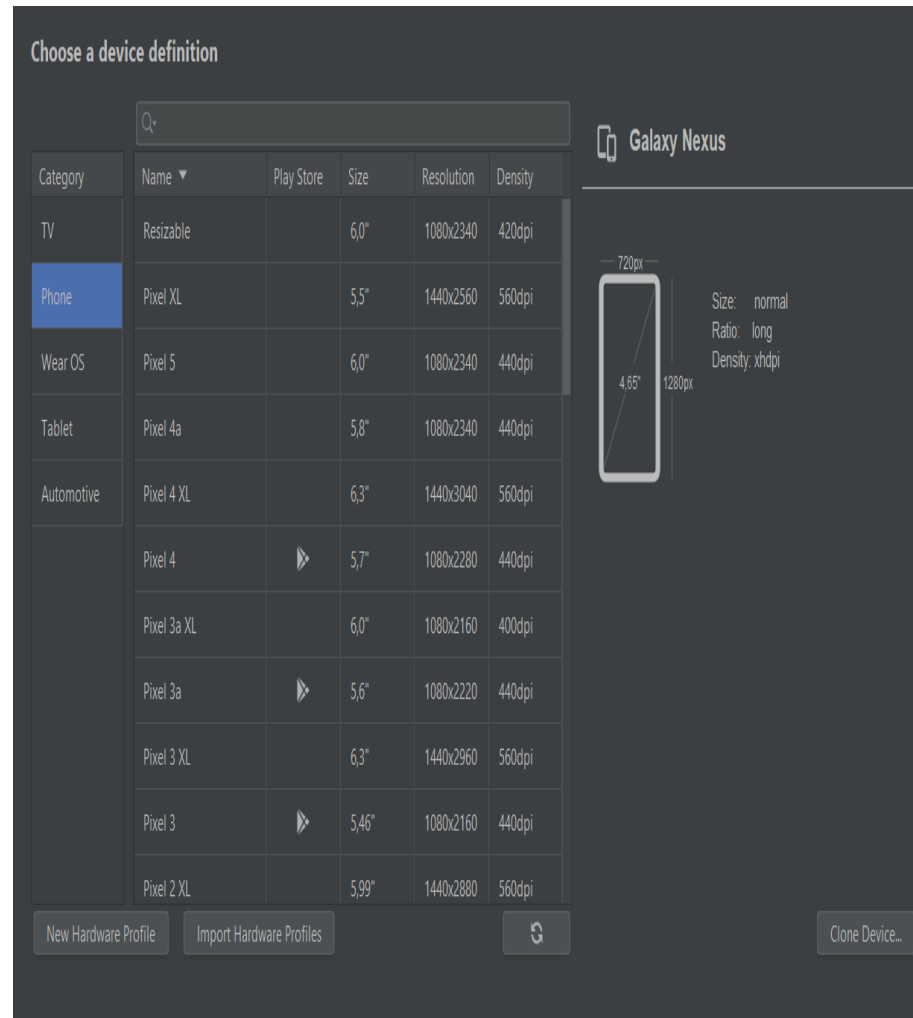 Choose a device definition
Galaxy Nexus
Category Name Play Store Size Resolution Density
TV Resizable 6,0" 1080x2340 420dpi
Phone Pixel XL 5,5" 1440x2560 560dpi
Wear OS Pixel 5 6,0" 1080x2340 440dpi
Tablet Pixel 4a 5,8" 1080x2340 440dpi
Automotive Pixel 4 XL 6,3" 1440x3040 560dpi
Pixel 4 5,7" 1080x2280 440dpi
Pixel 3a XL 6,0" 1080x2160 400dpi
Pixel 3a 5,6" 1080x2220 440dpi
Pixel 3 XL 6,3" 1440x2960 560dpi
Pixel 3 5,46" 1080x2160 440dpi
Pixel 2 XL 5,99" 1440x2880 560dpi
720px
Size: normal
Ratio: long
Density: xhdpi
4,65" 1280px
New Hardware Profile Import Hardware Profiles Clone Device...